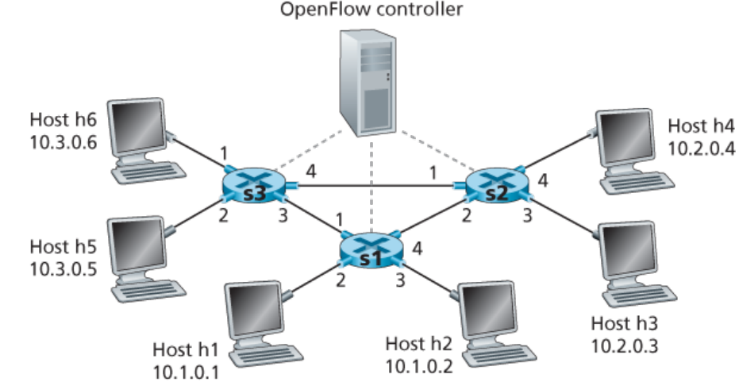 OpenFlow controller
Host h6
10.3.0.6
1
4
s3
2
3
Host h4
10.2.0.4
1
4
s2
2
3
Host h5
10.3.0.5
1
4
s1
2
3
Host h1
10.1.0.1
Host h2
10.1.0.2
Host h3
10.2.0.3